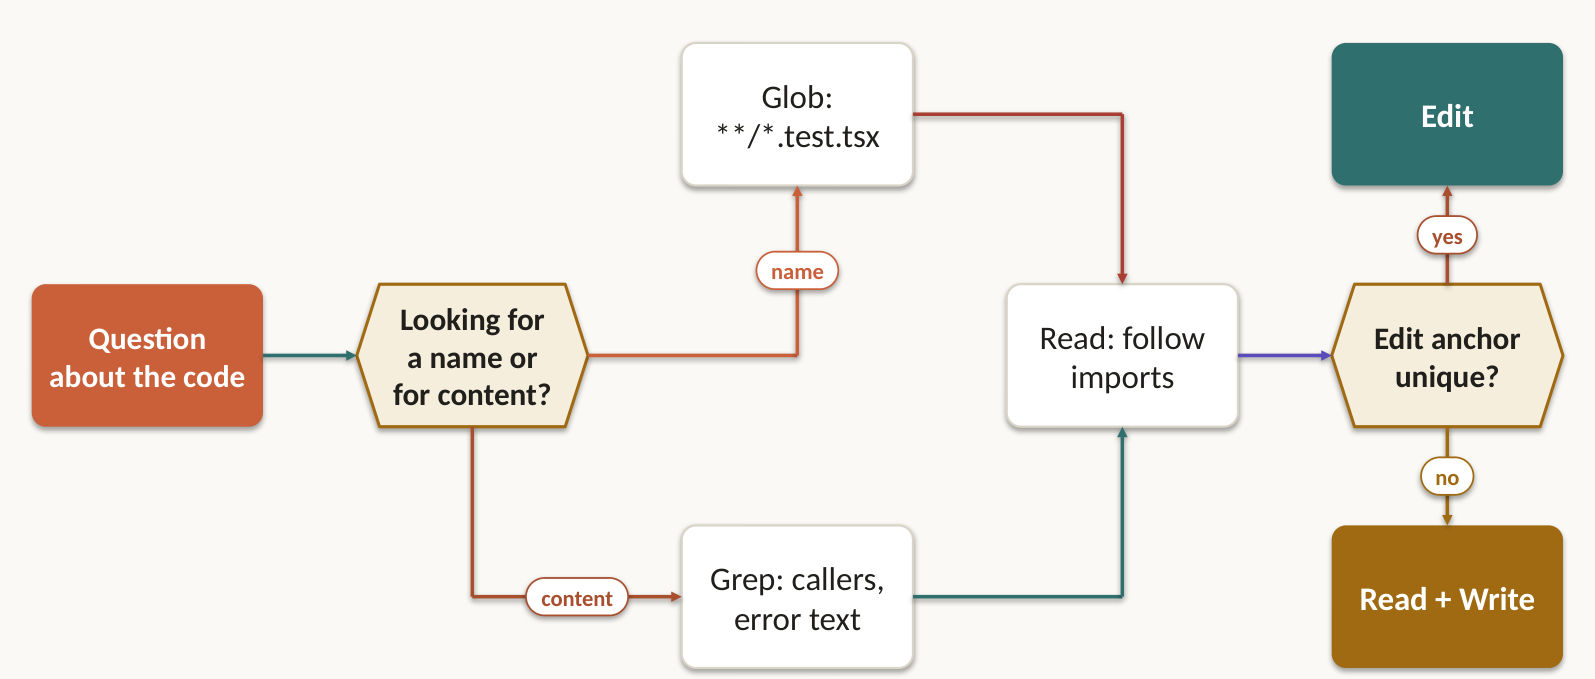 Question
about the code
Looking for
a name or
for content?
name
Glob:
**/*.test.tsx
content
Grep: callers,
error text
Read: follow
imports
Edit anchor
unique?
yes
Edit
no
Read + Write